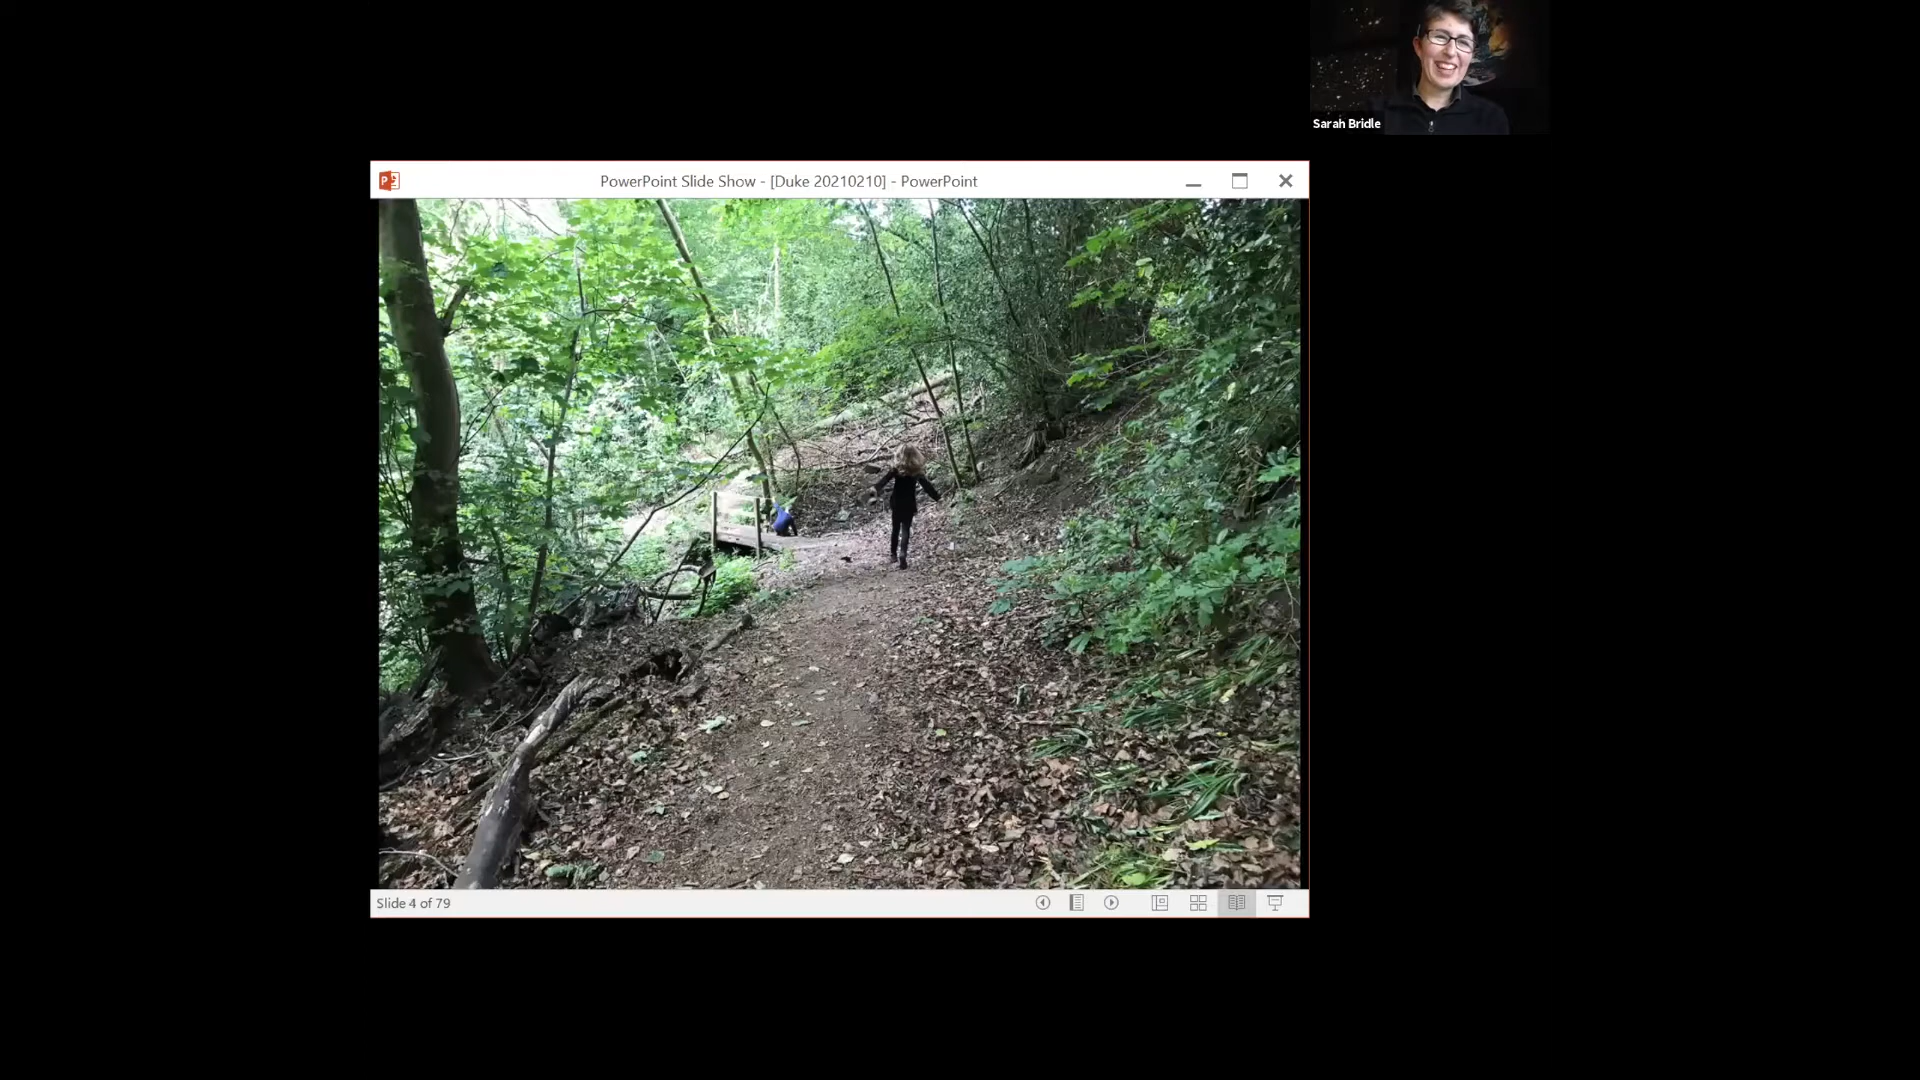 Sarah Bridle
PowerPoint Slide Show - [Duke 20210210] - PowerPoint
Slide 4 of 79